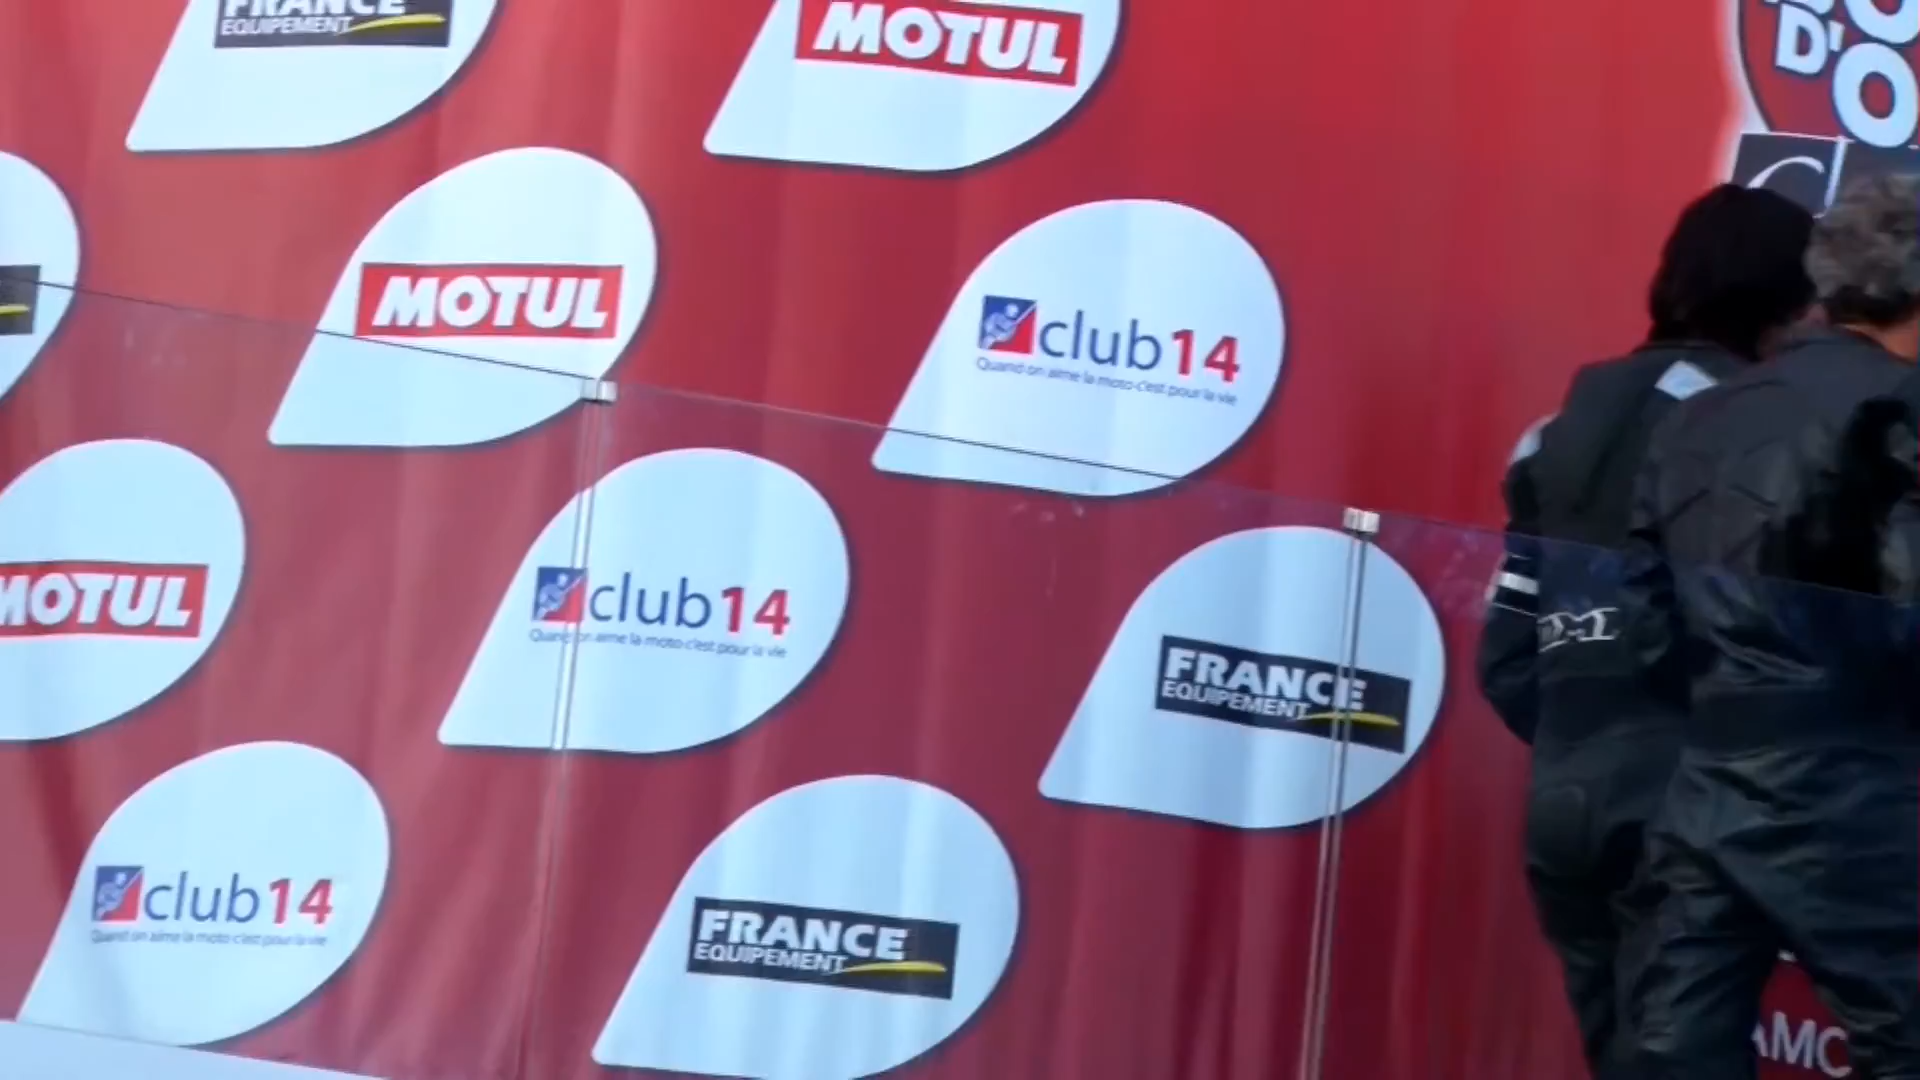 FRANCE
EQUIPEMENT
MOTUL
D'O
MOTUL
club14
Quand on aime la moto c'est pour la vie
MOTUL
club14
Quand on aime la moto c'est pour la vie
FRANCE
EQUIPEMENT
club14
Quand on aime la moto c'est pour la vie
FRANCE
EQUIPEMENT
AMC